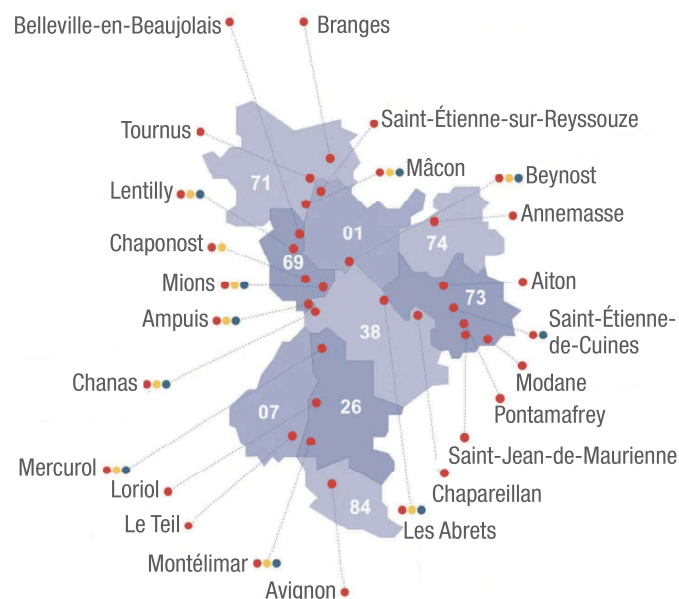 Belleville-en-Beaujolais
Branges
Tournus
Saint-Étienne-sur-Reyssouze
Mâcon
Beynost
71
Lentilly
Annemasse
01
74
Chaponost
69
Mions
Aiton
73
Ampuis
Saint-Étienne-
de-Cuines
38
Chanas
Modane
07
26
Pontamafrey
Saint-Jean-de-Maurienne
Mercurol
Loriol
Chapareillan
84
Le Teil
Les Abrets
Montélimar
Avignon